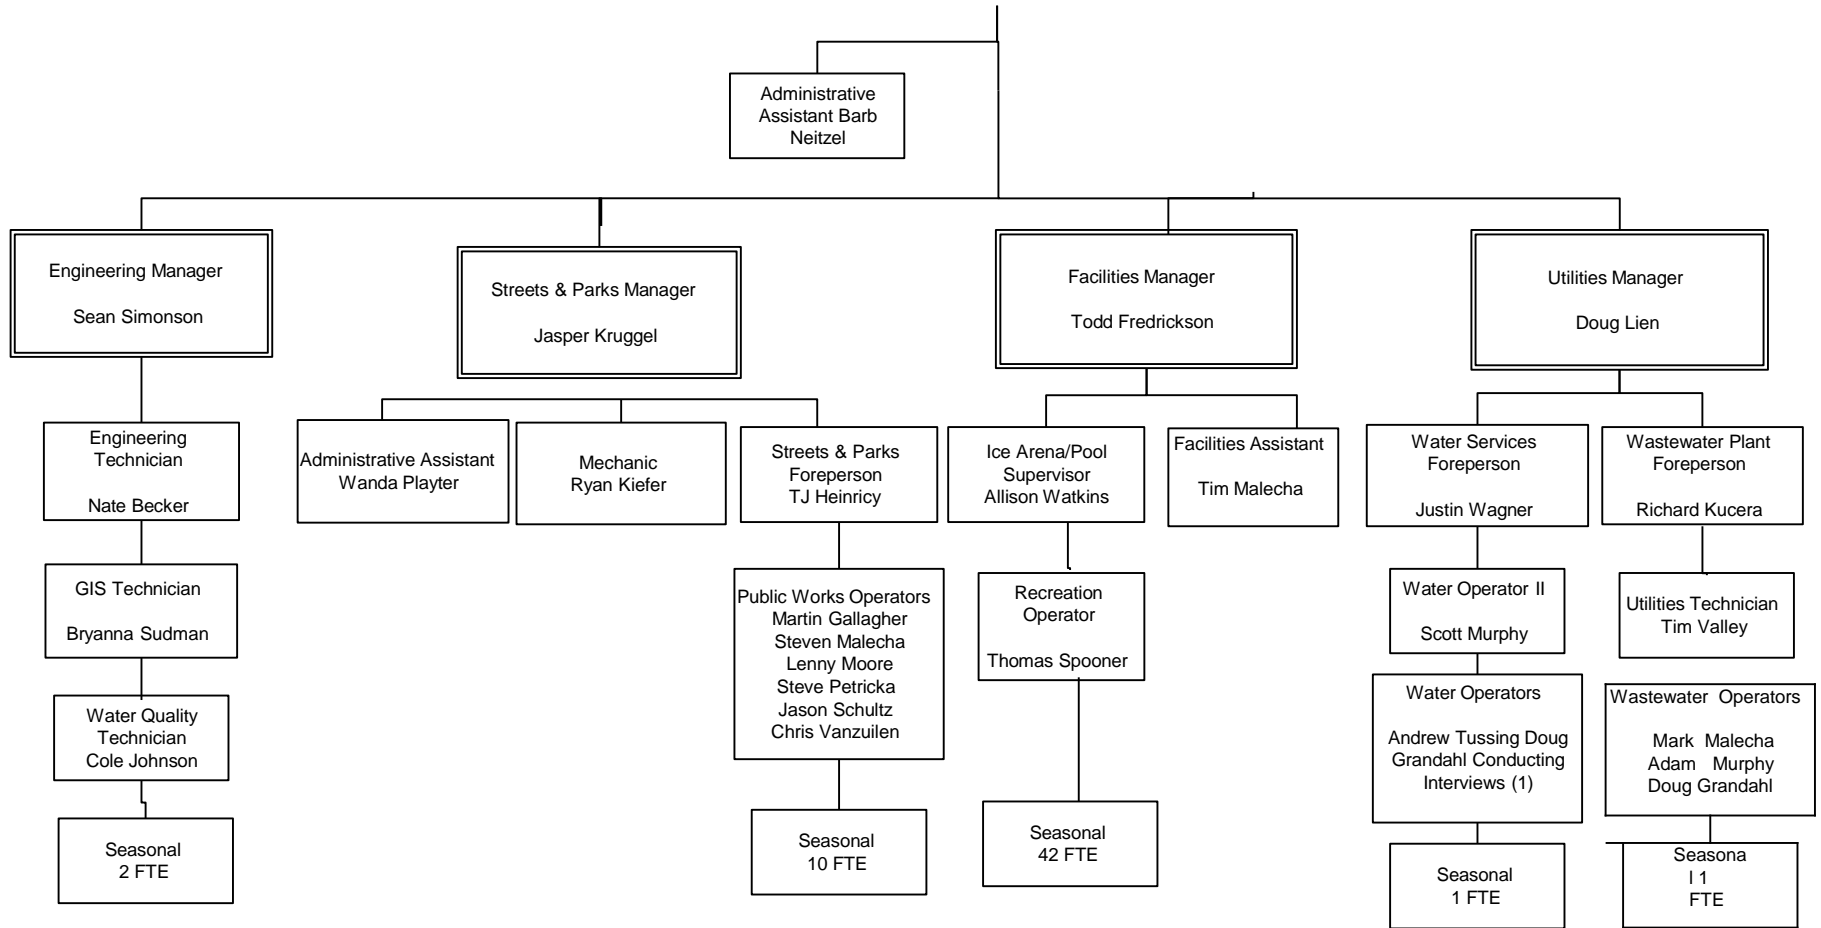 Administrative
Assistant Barb
Neitzel
Engineering Manager
Sean Simonson
Streets & Parks Manager
Jasper Kruggel
Facilities Manager
Todd Fredrickson
Utilities Manager
Doug Lien
Engineering
Technician
Nate Becker
Administrative Assistant
Wanda Playter
Mechanic
Ryan Kiefer
Streets & Parks
Foreperson
TJ Heinricy
Ice Arena/Pool
Supervisor
Allison Watkins
Facilities Assistant
Tim Malecha
Water Services
Foreperson
Justin Wagner
Wastewater Plant
Foreperson
Richard Kucera
GIS Technician
Bryanna Sudman
Public Works Operators
Martin Gallagher
Steven Malecha
Lenny Moore
Steve Petricka
Jason Schultz
Chris Vanzuilen
Recreation
Operator
Thomas Spooner
Water Operator II
Scott Murphy
Utilities Technician
Tim Valley
Water Quality
Technician
Cole Johnson
Water Operators
Andrew Tussing Doug
Grandahl Conducting
Interviews (1)
Wastewater Operators
Mark Malecha
Adam Murphy
Doug Grandahl
Seasonal
2 FTE
Seasonal
10 FTE
Seasonal
42 FTE
Seasonal
1 FTE
Seasona
l 1
FTE